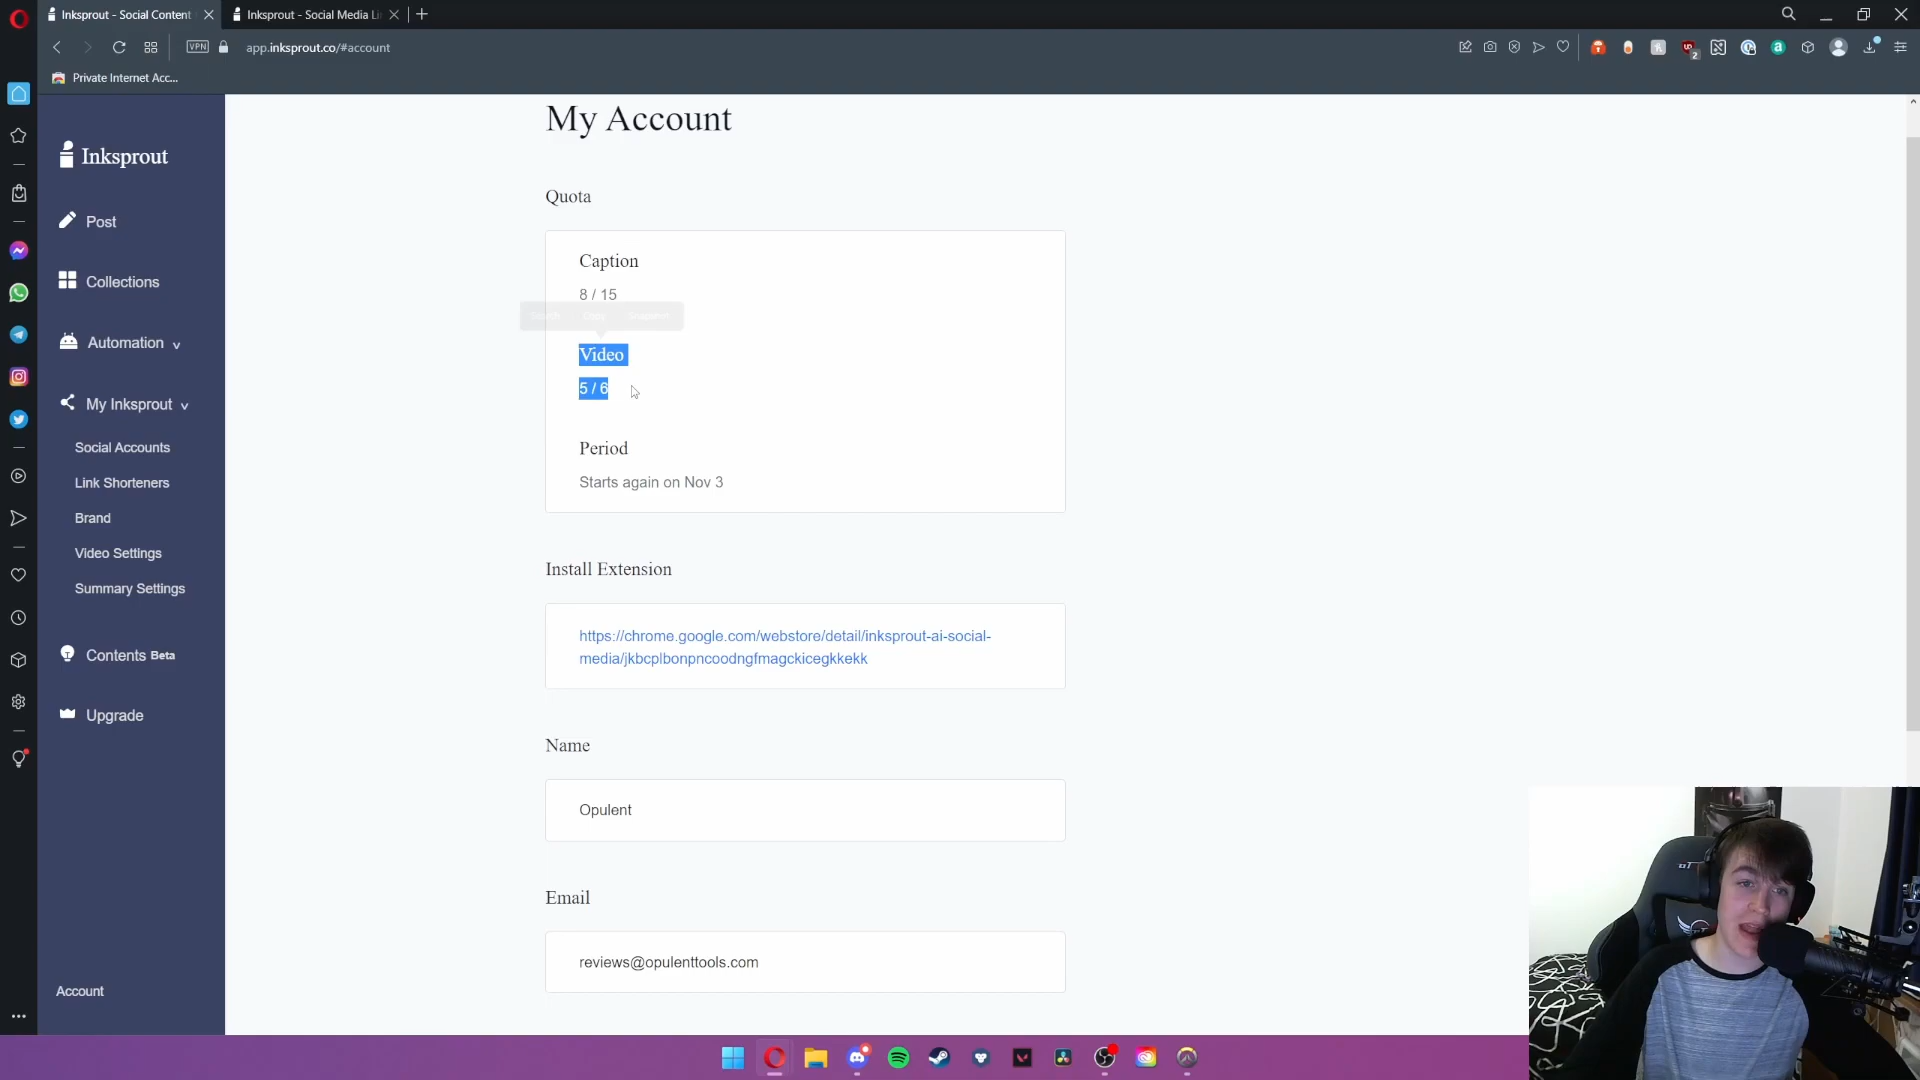 Inksprout - Social Content
Inksprout - Social Media Li
VPN
app.inksprout.co/#account
2
Private Internet Acc...
Inksprout
Post
Collections
Automation
My Inksprout
Social Accounts
Link Shorteners
Brand
Video Settings
Summary Settings
Contents Beta
Upgrade
Account
My Account
Quota
Caption
8 / 15
Video
5 / 6
Period
Starts again on Nov 3
Install Extension
https://chrome.google.com/webstore/detail/inksprout-ai-social-
media/jkbcplbonpncoodngfmagckicegkkekk
Name
Opulent
Email
reviews@opulenttools.com